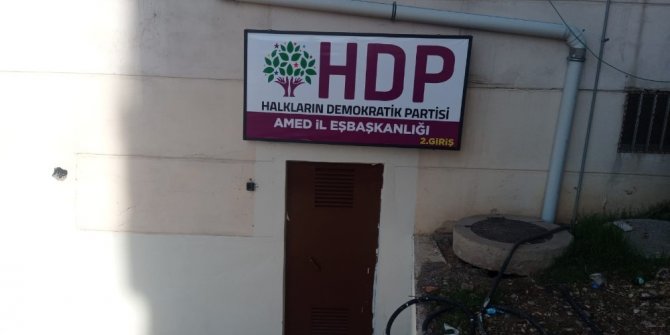 HDP
HALKLARIN DEMOKRATİK PARTİSİ
AMED İL EŞBAŞKANLIĞI
2.GİRİŞ